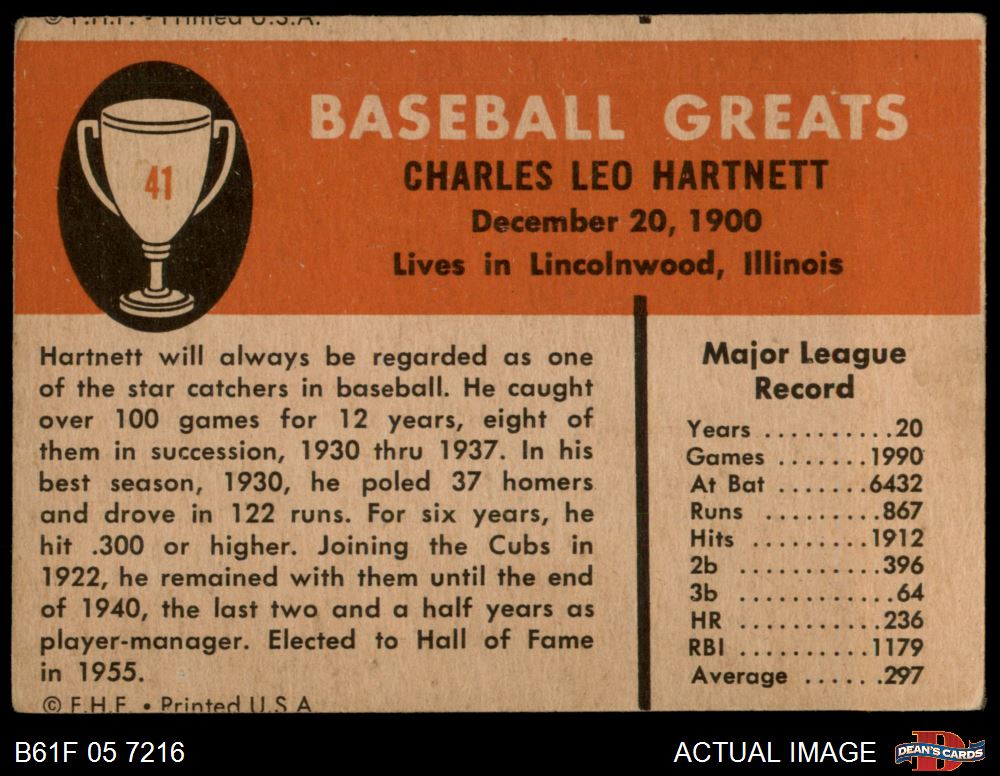 © F.H.F. • Printed U.S.A.
BASEBALL GREATS
41
CHARLES LEO HARTNETT
December 20, 1900
Lives in Lincolnwood, Illinois
Hartnett will always be regarded as one
of the star catchers in baseball. He caught
over 100 games for 12 years, eight of
them in succession, 1930 thru 1937. In his
best season, 1930, he poled 37 homers
and drove in 122 runs. For six years, he
hit .300 or higher. Joining the Cubs in
1922, he remained with them until the end
of 1940, the last two and a half years as
player-manager. Elected to Hall of Fame
in 1955.
© F.H.F. • Printed U.S.A
Major League
Record
Years ..........20
Games .......1990
At Bat .......6432
Runs .........867
Hits ..........1912
2b ............396
3b .............64
HR ............236
RBI ..........1179
Average ......297
B61F 05 7216
ACTUAL IMAGE
DEAN'S CARDS